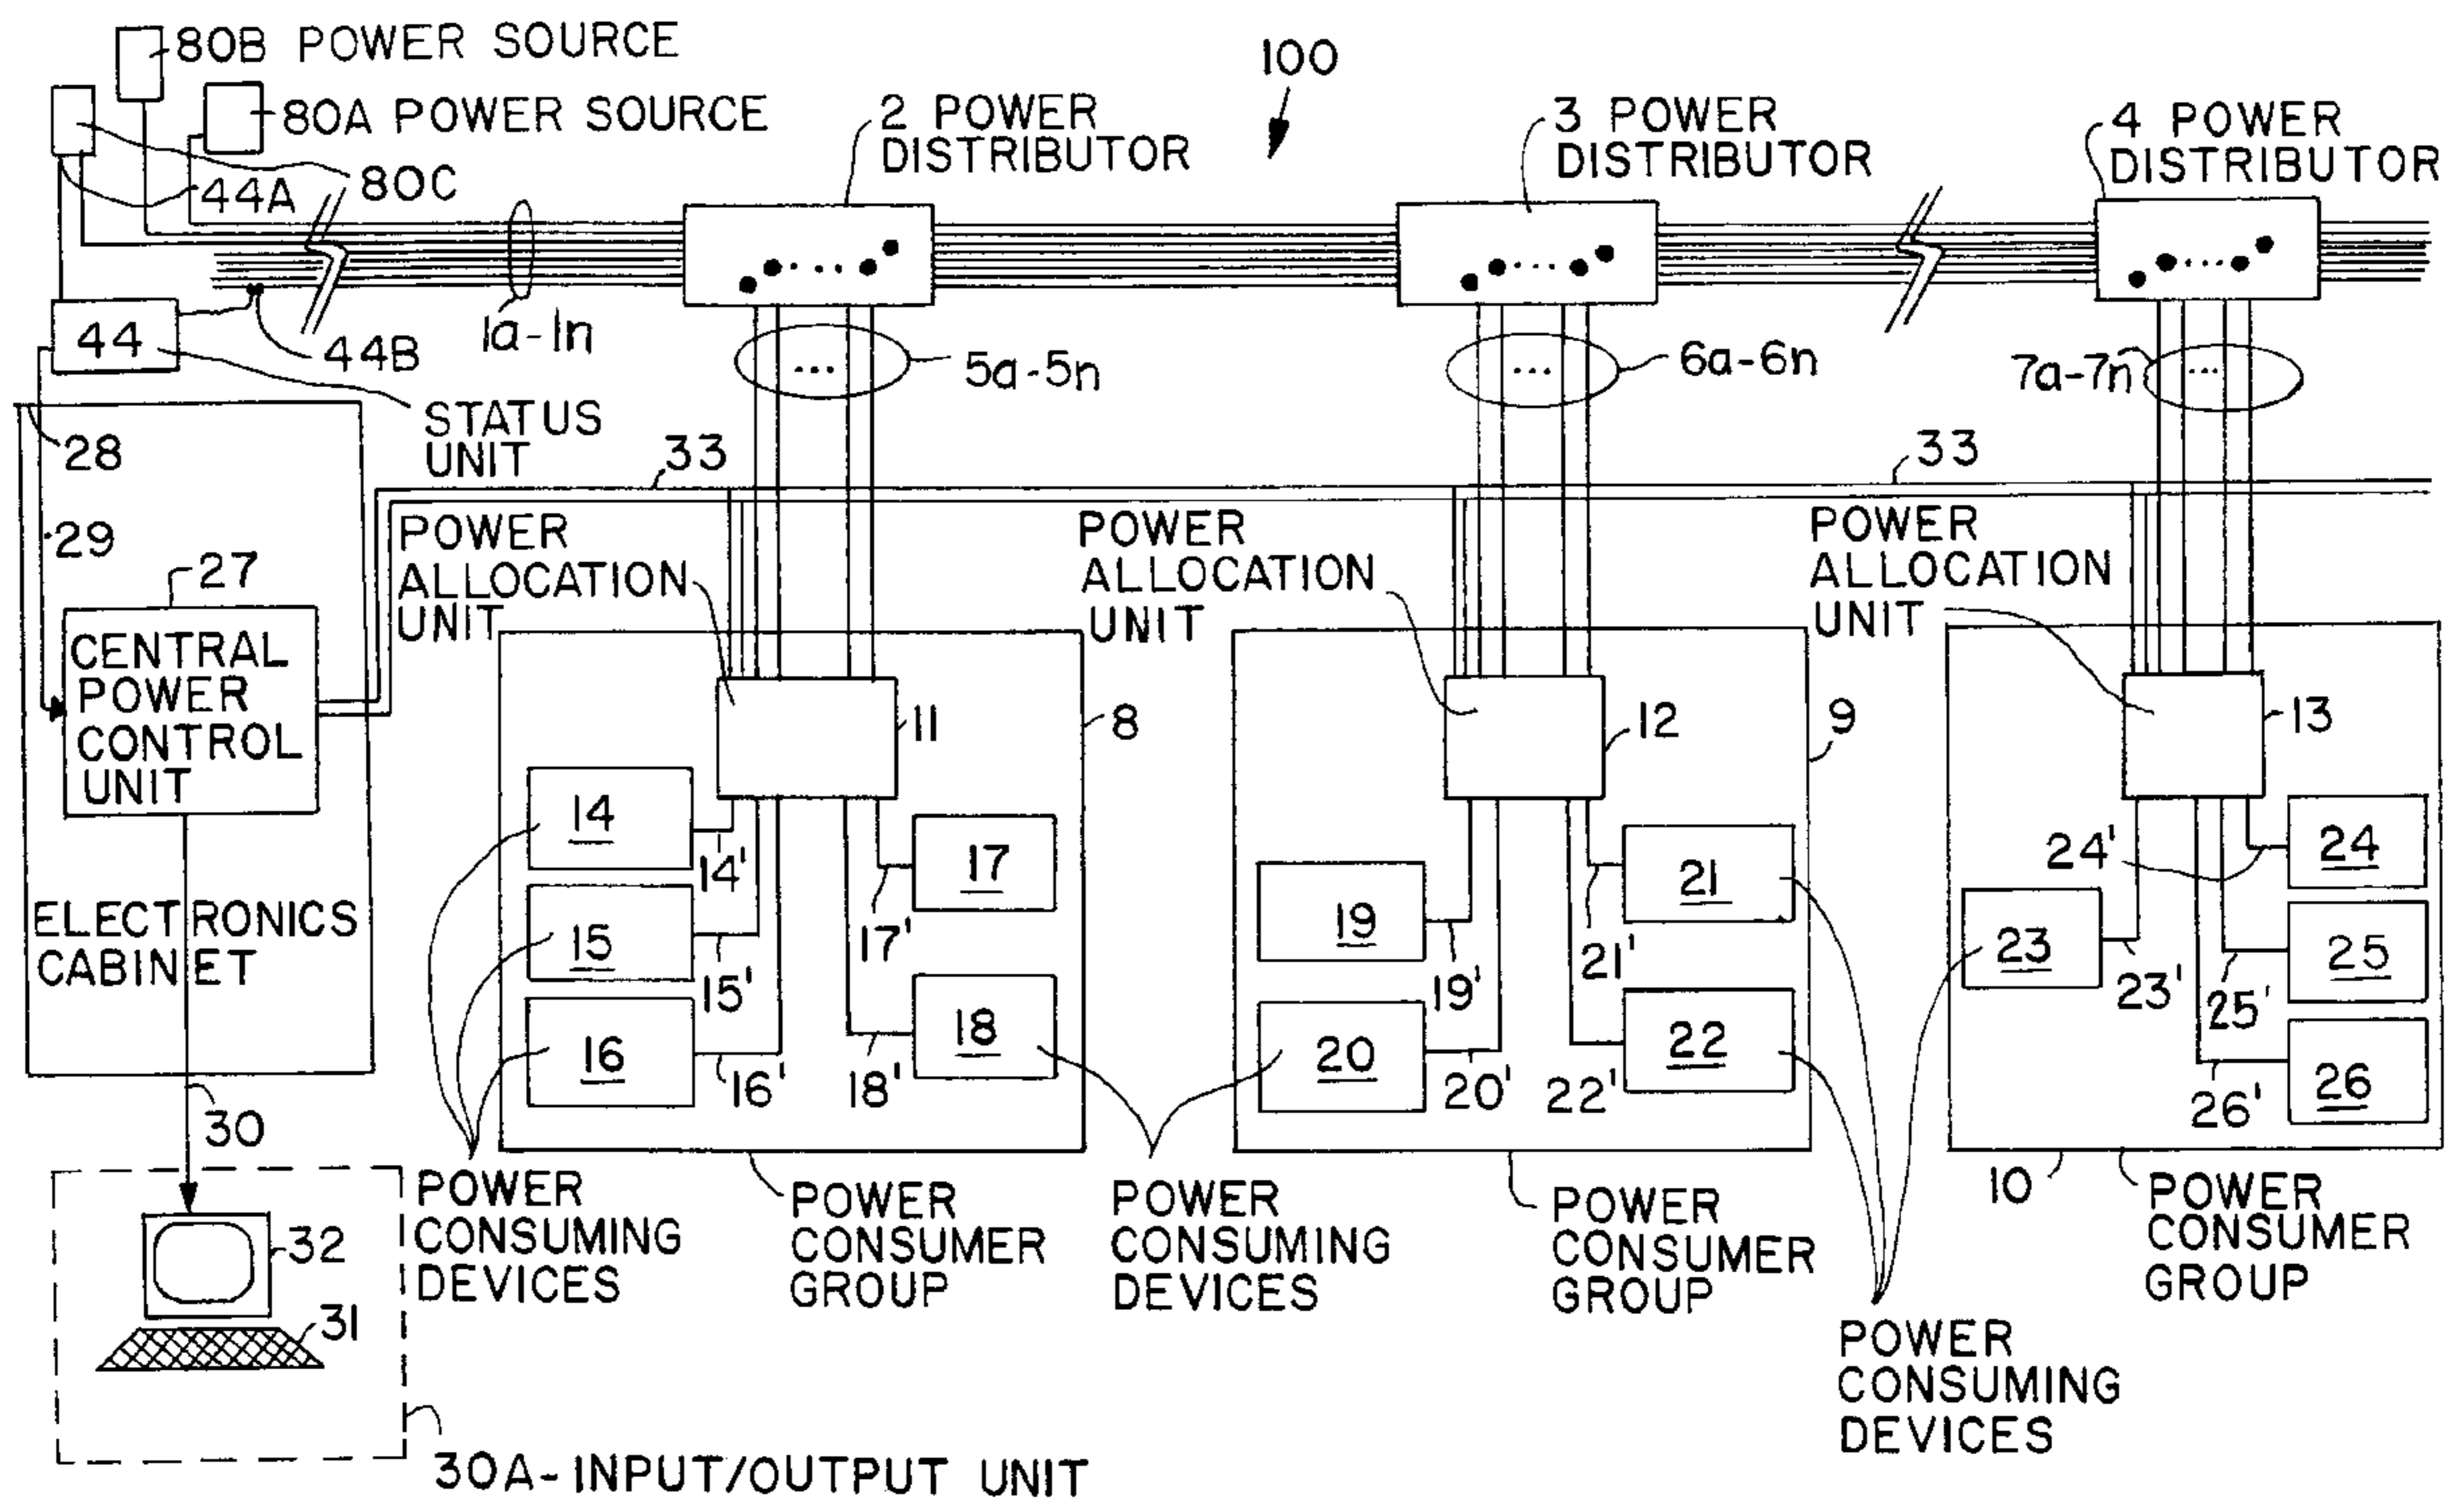 80B POWER SOURCE
80A POWER SOURCE
44A
80C
100
2 POWER
DISTRIBUTOR
3 POWER
DISTRIBUTOR
4 POWER
DISTRIBUTOR
44
44B
1a-1n
5a-5n
6a-6n
7a-7n
STATUS
UNIT
28
29
33
33
27
CENTRAL
POWER
CONTROL
UNIT
ELECTRONICS
CABINET
POWER
ALLOCATION
UNIT
POWER
ALLOCATION
UNIT
POWER
ALLOCATION
UNIT
11
8
12
9
13
14
14'
15
15'
16
16'
17
17'
18
18'
19
19'
20
20'
21
21'
22
22'
23
23'
24
24'
25
25'
26
26'
30
32
31
30A-INPUT/OUTPUT UNIT
POWER
CONSUMING
DEVICES
POWER
CONSUMER
GROUP
POWER
CONSUMING
DEVICES
POWER
CONSUMER
GROUP
10
POWER
CONSUMER
GROUP
POWER
CONSUMING
DEVICES